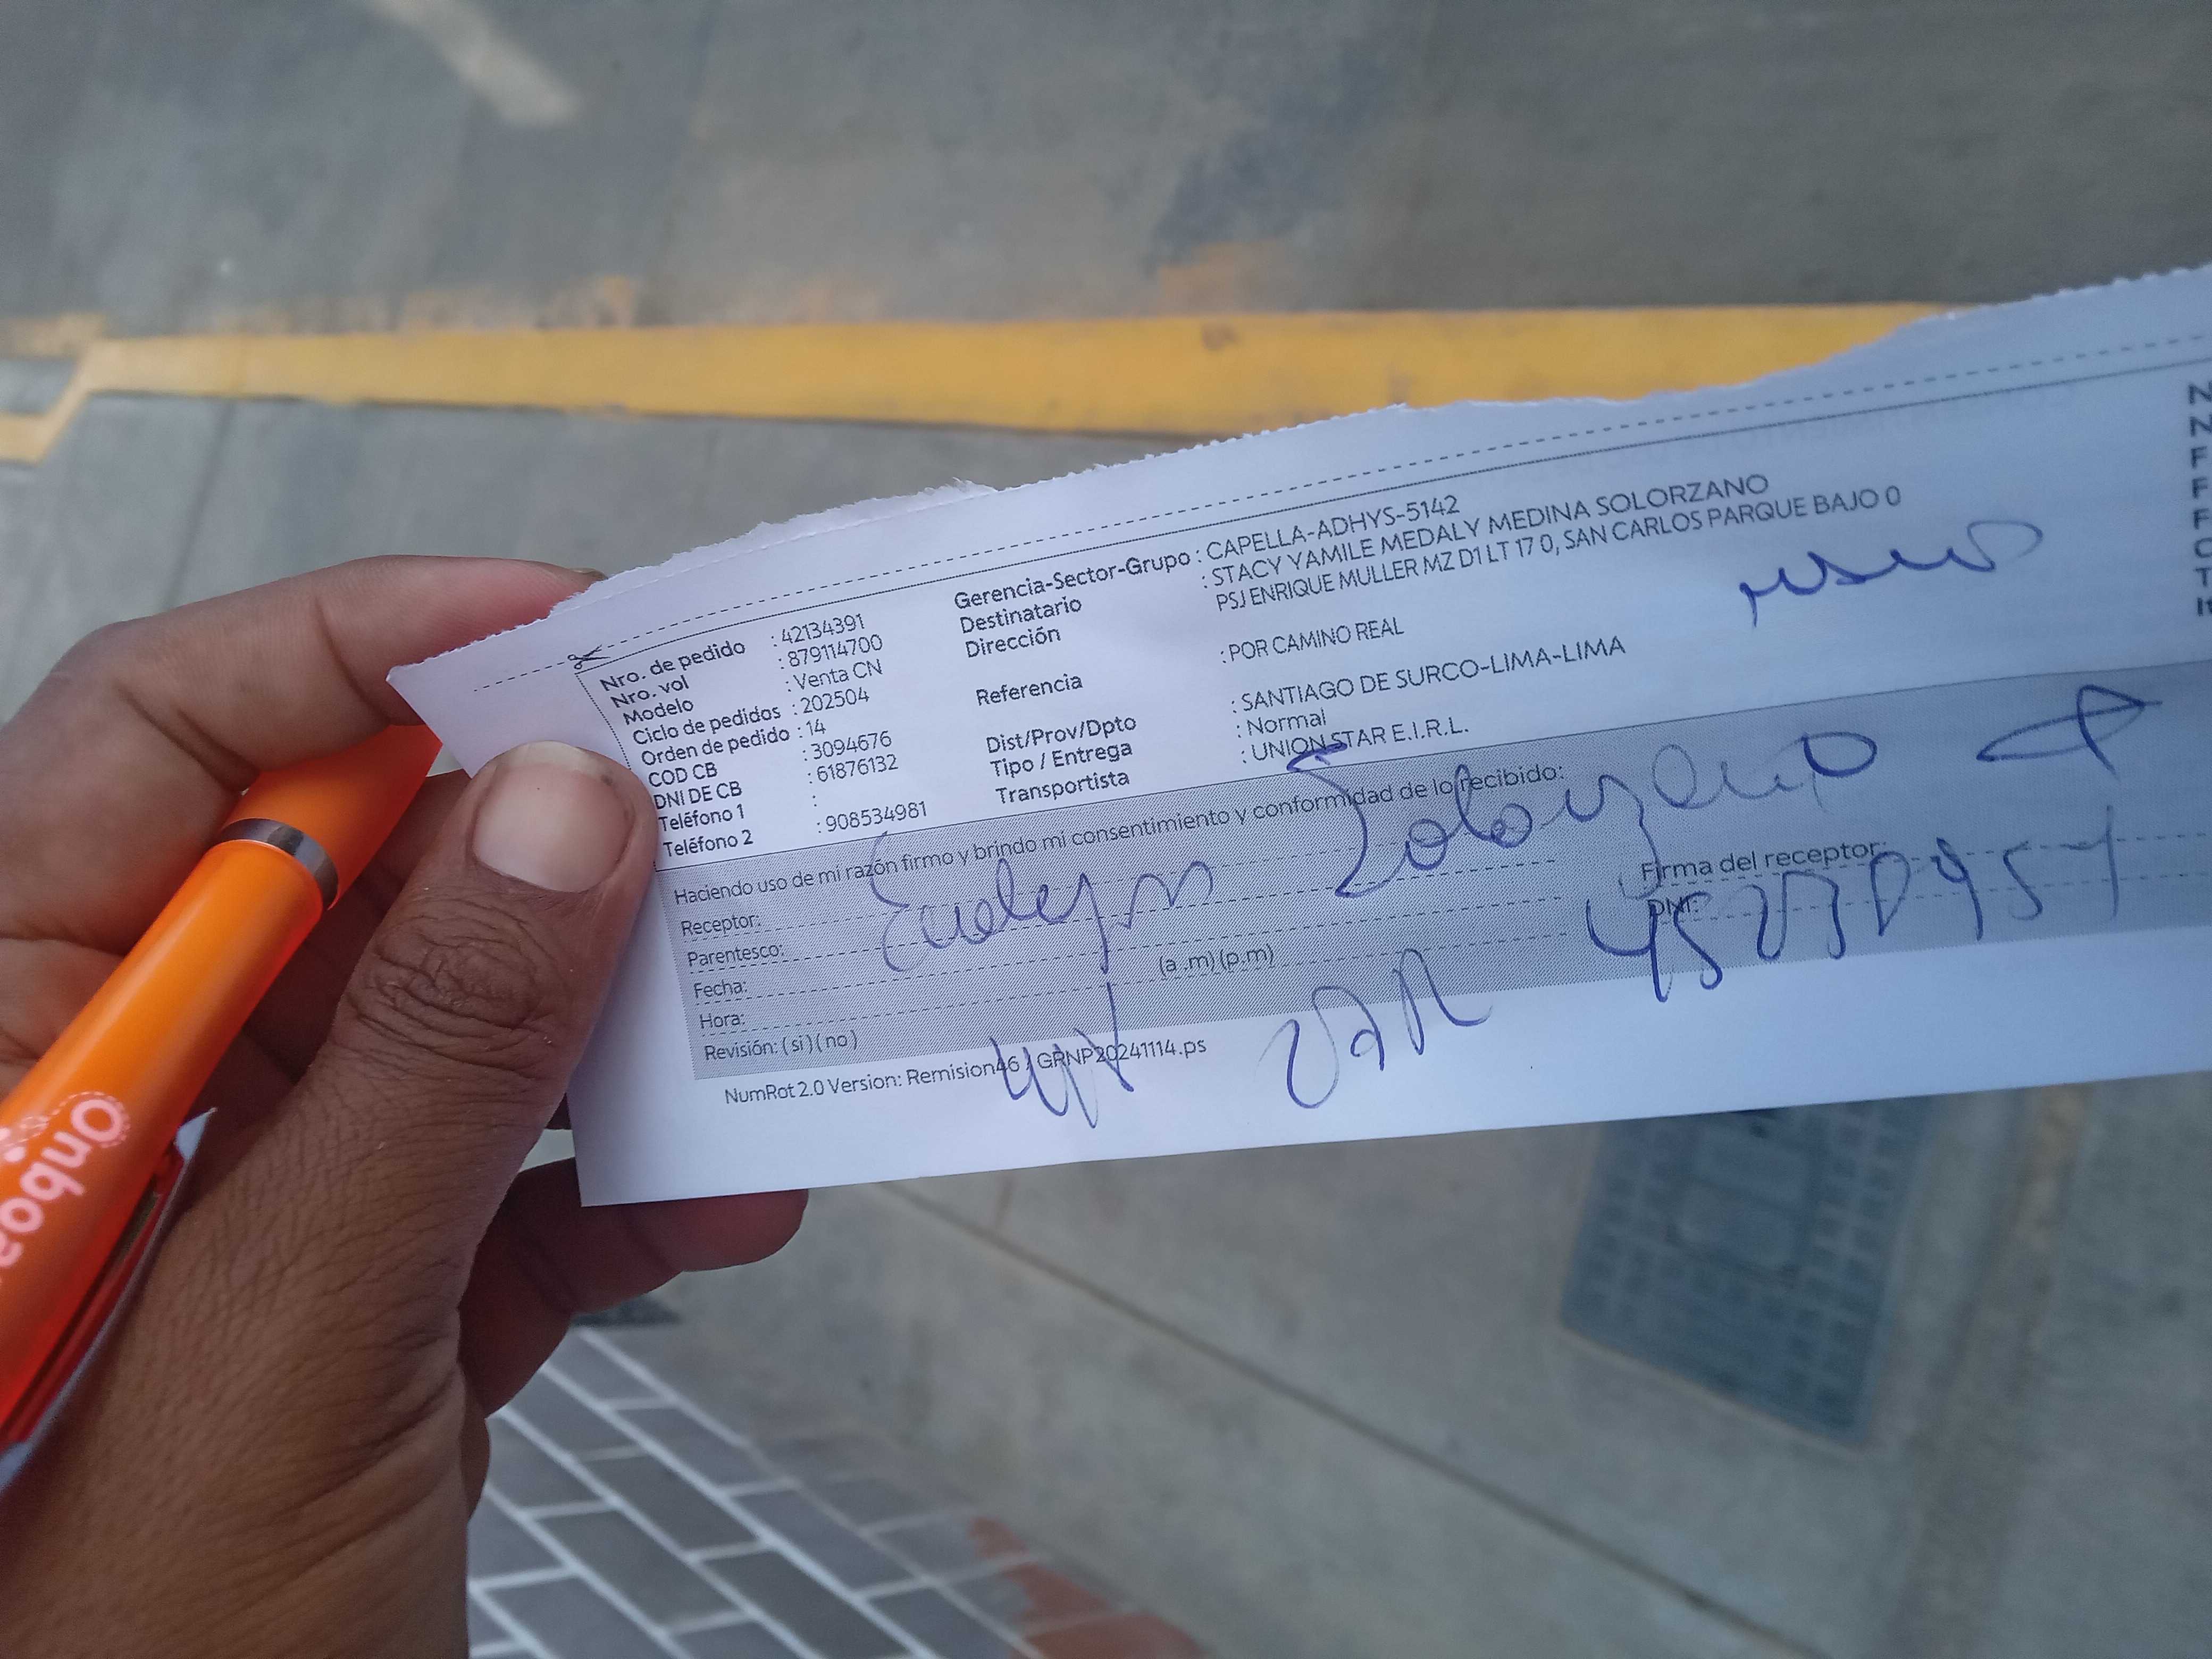 Nro. de pedido : 42134391
Nro. vol : 879114700
Modelo : Venta CN
Ciclo de pedidos : 202504
Orden de pedido : 14
COD CB : 3094676
DNI DE CB : 61876132
Teléfono 1 :
Teléfono 2 : 908534981
Gerencia-Sector-Grupo : CAPELLA-ADHYS-5142
Destinatario : STACY YAMILE MEDALY MEDINA SOLORZANO
Dirección PSJ ENRIQUE MULLER MZ D1 LT 17 0, SAN CARLOS PARQUE BAJO 0
Referencia : POR CAMINO REAL
Dist/Prov/Dpto : SANTIAGO DE SURCO-LIMA-LIMA
Tipo / Entrega : Normal
Transportista : UNION STAR E.I.R.L.
Haciendo uso de mi razón firmo y brindo mi consentimiento y conformidad de lo recibido:
Receptor: Evelyn Solorzano
Parentesco:
Fecha:
Hora: (a .m) (p.m)
Revisión: ( si ) ( no )
Firma del receptor:
DNI:
NumRot 2.0 Version: Remision46 / GRNP20241114.ps